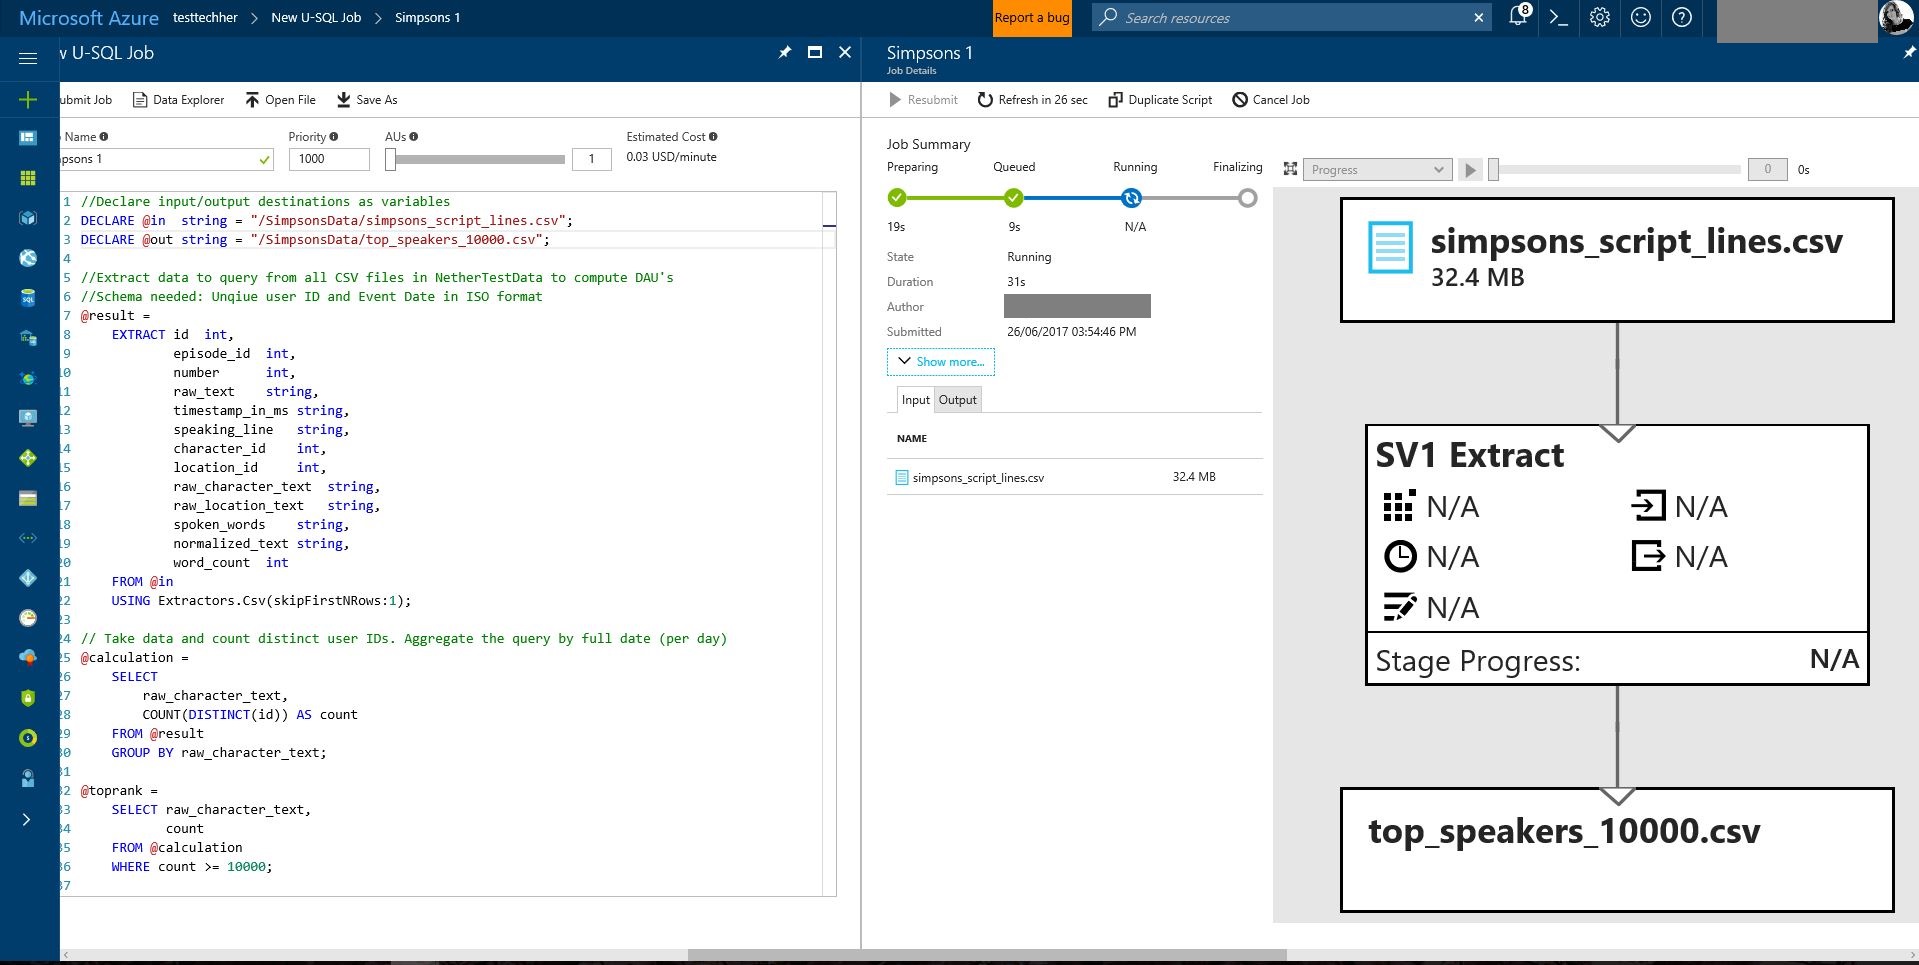 Microsoft Azure testtechher > New U-SQL Job > Simpsons 1 Report a bug Search resources × 8
w U-SQL Job
ubmit Job Data Explorer Open File Save As
b Name Priority AUs Estimated Cost
mpsons 1 1000 1 0.03 USD/minute
1 //Declare input/output destinations as variables
2 DECLARE @in  string = "/SimpsonsData/simpsons_script_lines.csv";
3 DECLARE @out string = "/SimpsonsData/top_speakers_10000.csv";
4
5 //Extract data to query from all CSV files in NetherTestData to compute DAU's
6 //Schema needed: Unqiue user ID and Event Date in ISO format
7 @result =
8     EXTRACT id  int,
9             episode_id  int,
10             number      int,
11             raw_text    string,
12             timestamp_in_ms string,
13             speaking_line   string,
14             character_id    int,
15             location_id     int,
16             raw_character_text  string,
17             raw_location_text   string,
18             spoken_words    string,
19             normalized_text string,
20             word_count  int
21     FROM @in
22     USING Extractors.Csv(skipFirstNRows:1);
23
24 // Take data and count distinct user IDs. Aggregate the query by full date (per day)
25 @calculation =
26     SELECT
27         raw_character_text,
28         COUNT(DISTINCT(id)) AS count
29     FROM @result
30     GROUP BY raw_character_text;
31
32 @toprank =
33     SELECT raw_character_text,
34            count
35     FROM @calculation
36     WHERE count >= 10000;
37
Simpsons 1
Job Details
Resubmit Refresh in 26 sec Duplicate Script Cancel Job
Job Summary
Preparing Queued Running Finalizing
19s 9s N/A
State Running
Duration 31s
Author
Submitted 26/06/2017 03:54:46 PM
Show more...
Input Output
NAME
simpsons_script_lines.csv 32.4 MB
Progress 0 0s
simpsons_script_lines.csv
32.4 MB
SV1 Extract
N/A N/A
N/A N/A
N/A
Stage Progress: N/A
top_speakers_10000.csv